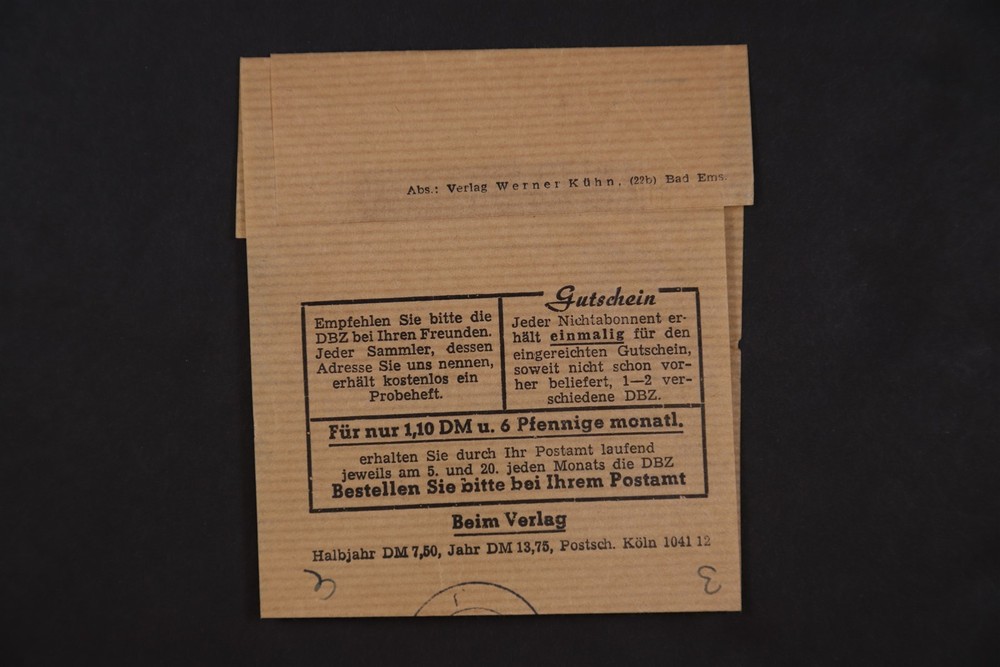 Abs.: Verlag Werner Kühn, (22b) Bad Ems.
Empfehlen Sie bitte die
DBZ bei Ihren Freunden.
Jeder Sammler, dessen
Adresse Sie uns nennen,
erhält kostenlos ein
Probeheft.
Gutschein
Jeder Nichtabonnent er-
hält einmalig für den
eingereichten Gutschein,
soweit nicht schon vor-
her beliefert, 1—2 ver-
schiedene DBZ.
Für nur 1,10 DM u. 6 Pfennige monatl.
erhalten Sie durch Ihr Postamt laufend
jeweils am 5. und 20. jeden Monats die DBZ
Bestellen Sie bitte bei Ihrem Postamt
Beim Verlag
Halbjahr DM 7,50, Jahr DM 13,75, Postsch. Köln 1041 12